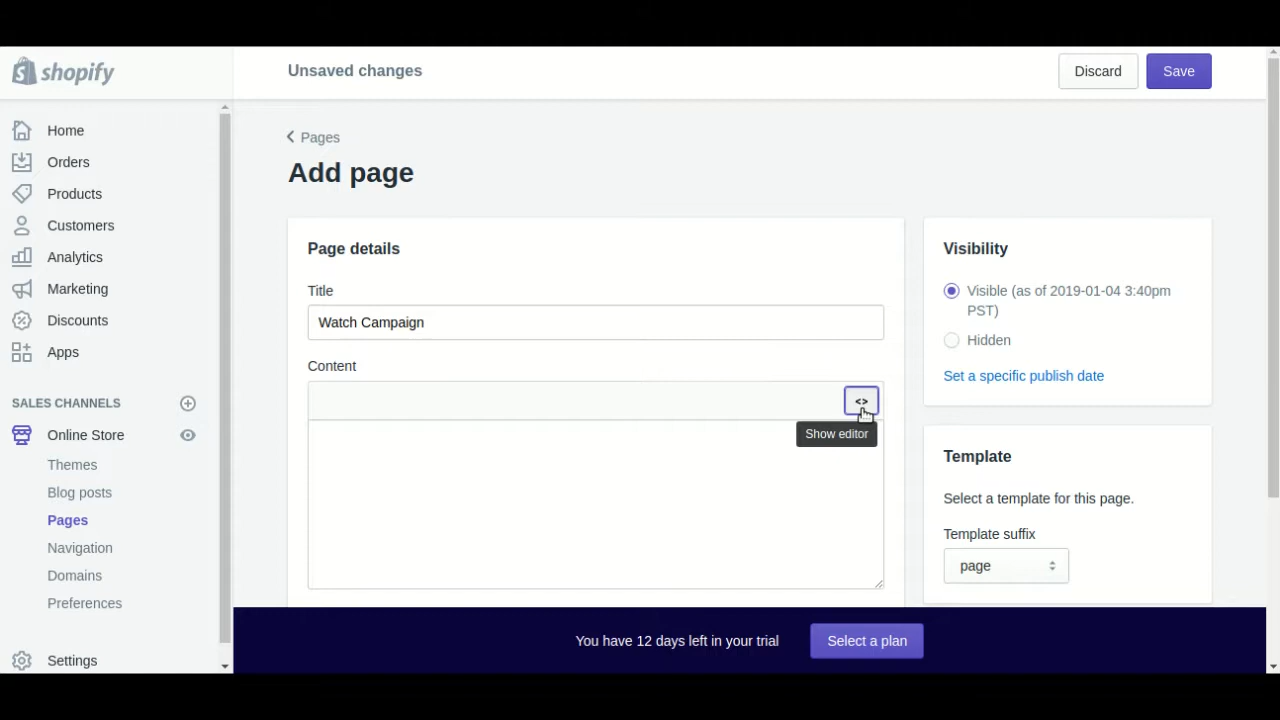 shopify
Unsaved changes
Discard
Save
Home
Orders
Products
Customers
Analytics
Marketing
Discounts
Apps
SALES CHANNELS
Online Store
Themes
Blog posts
Pages
Navigation
Domains
Preferences
Settings
Pages
Add page
Page details
Title
Watch Campaign
Content
<>
Show editor
Visibility
Visible (as of 2019-01-04 3:40pm
PST)
Hidden
Set a specific publish date
Template
Select a template for this page.
Template suffix
page
You have 12 days left in your trial
Select a plan